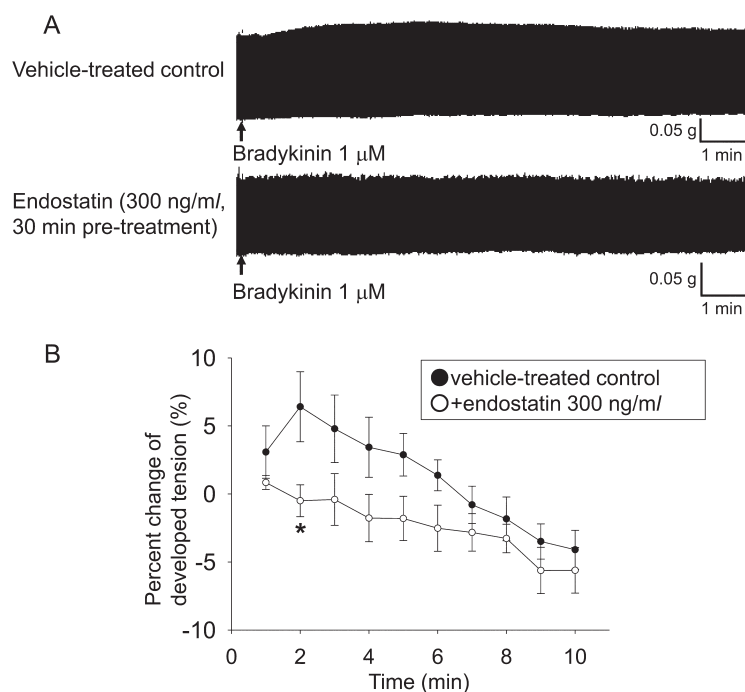 A
Vehicle-treated control
0.05 g
1 min
Bradykinin 1 μM
Endostatin (300 ng/ml,
30 min pre-treatment)
0.05 g
1 min
Bradykinin 1 μM
B
10
5
0
-5
-10
Percent change of
developed tension (%)
vehicle-treated control
+endostatin 300 ng/ml
*
0 2 4 6 8 10
Time (min)